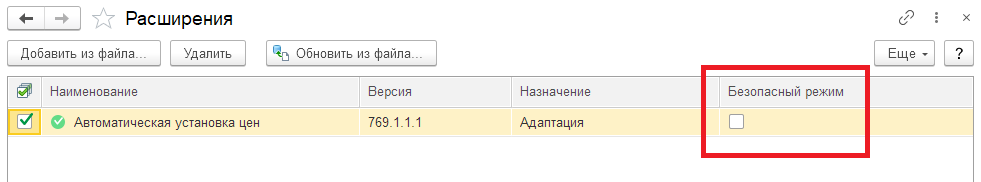 Расширения
Добавить из файла... Удалить Обновить из файла... Еще ?
Наименование Версия Назначение Безопасный режим
Автоматическая установка цен 769.1.1.1 Адаптация